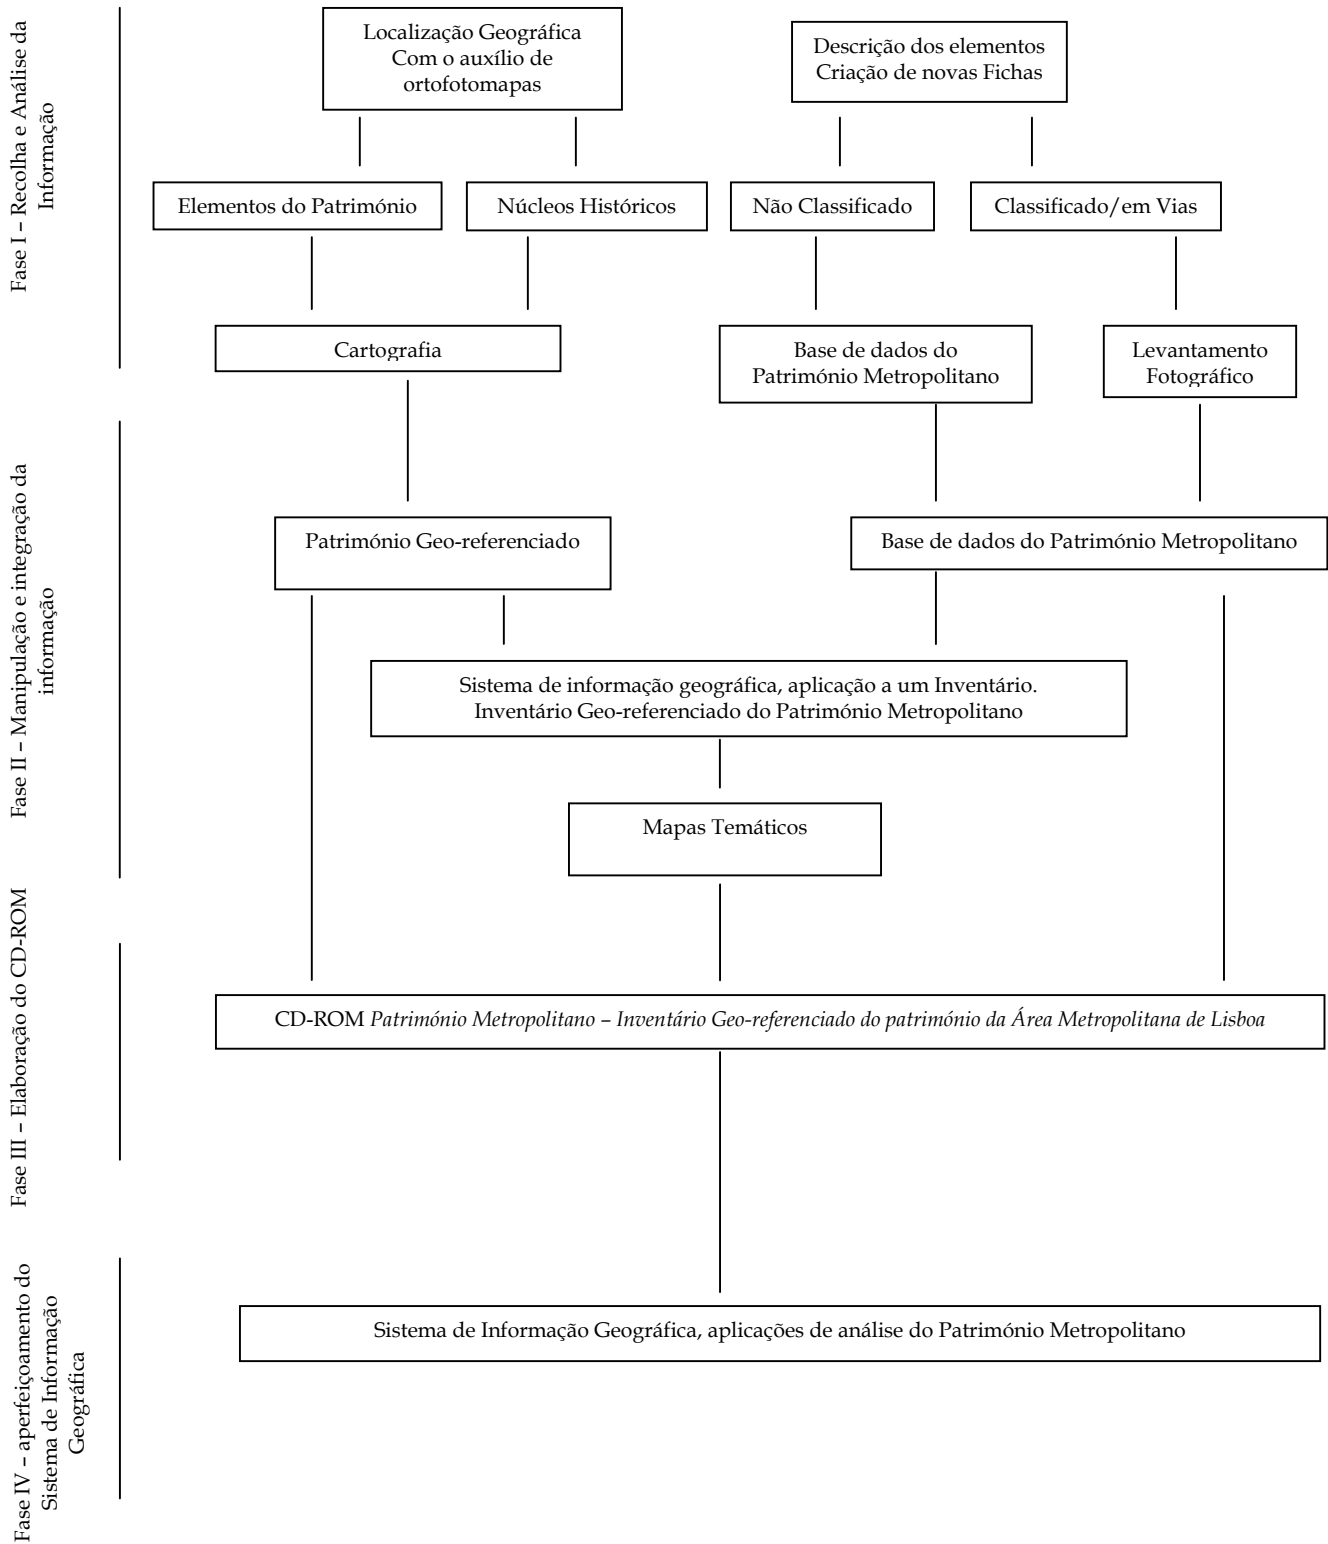 Fase I – Recolha e Análise da
Informação
Localização Geográfica
Com o auxílio de
ortofotomapas
Descrição dos elementos
Criação de novas Fichas
Elementos do Património
Núcleos Históricos
Não Classificado
Classificado/em Vias
Cartografia
Base de dados do
Património Metropolitano
Levantamento
Fotográfico
Fase II – Manipulação e integração da
informação
Património Geo-referenciado
Base de dados do Património Metropolitano
Sistema de informação geográfica, aplicação a um Inventário.
Inventário Geo-referenciado do Património Metropolitano
Mapas Temáticos
Fase III – Elaboração do CD-ROM
CD-ROM Património Metropolitano – Inventário Geo-referenciado do património da Área Metropolitana de Lisboa
Fase IV – aperfeiçoamento do
Sistema de Informação
Geográfica
Sistema de Informação Geográfica, aplicações de análise do Património Metropolitano